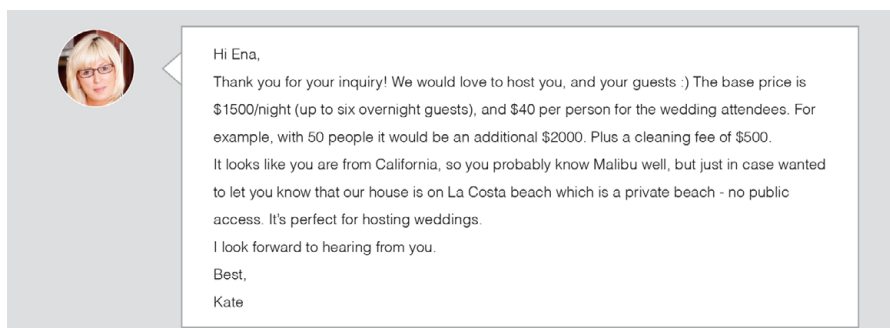 Hi Ena,
Thank you for your inquiry! We would love to host you, and your guests :) The base price is
$1500/night (up to six overnight guests), and $40 per person for the wedding attendees. For
example, with 50 people it would be an additional $2000. Plus a cleaning fee of $500.
It looks like you are from California, so you probably know Malibu well, but just in case wanted
to let you know that our house is on La Costa beach which is a private beach - no public
access. It's perfect for hosting weddings.
I look forward to hearing from you.
Best,
Kate